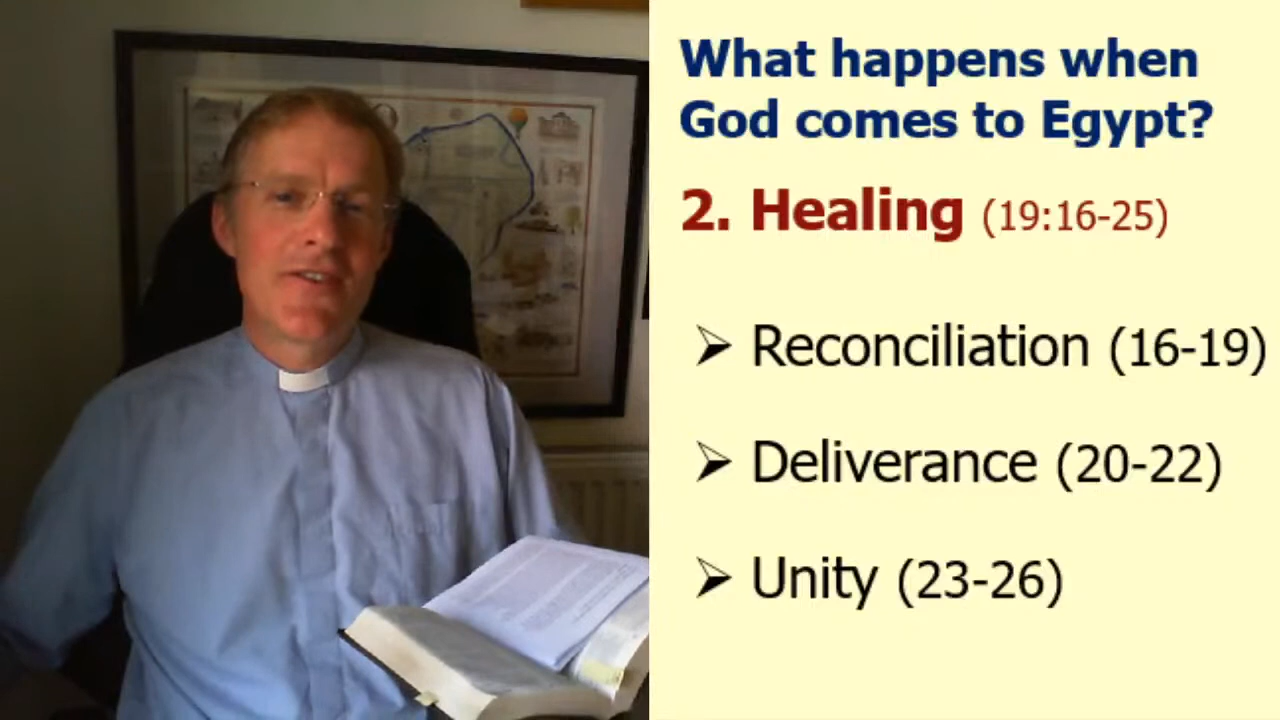 What happens when
God comes to Egypt?
2. Healing (19:16-25)
➢ Reconciliation (16-19)
➢ Deliverance (20-22)
➢ Unity (23-26)